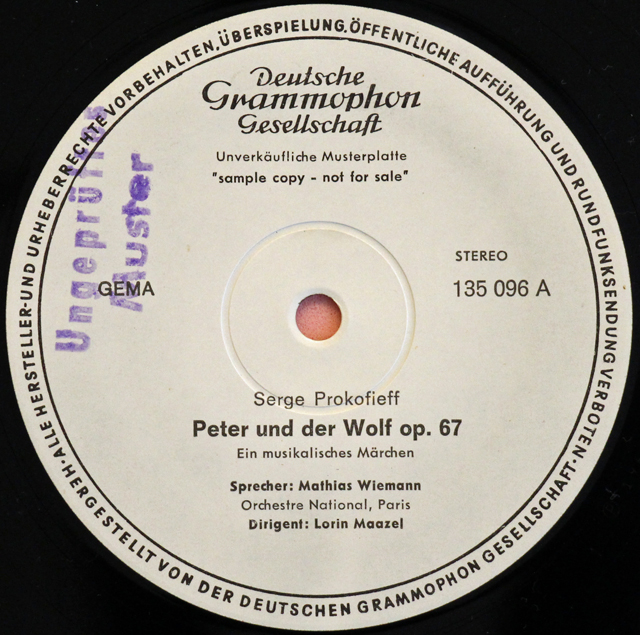 ALLE HERSTELLER- UND URHEBERRECHTE VORBEHALTEN, ÜBERSPIELUNG, ÖFFENTLICHE AUFFÜHRUNG UND RUNDFUNKSENDUNG VERBOTEN · HERGESTELLT VON DER DEUTSCHEN GRAMMOPHON GESELLSCHAFT ·
Deutsche
Grammophon
Gesellschaft
Unverkäufliche Musterplatte
"sample copy - not for sale"
Ungeprüftes
Muster
GEMA
STEREO
135 096 A
Serge Prokofieff
Peter und der Wolf op. 67
Ein musikalisches Märchen
Sprecher: Mathias Wiemann
Orchestre National, Paris
Dirigent: Lorin Maazel